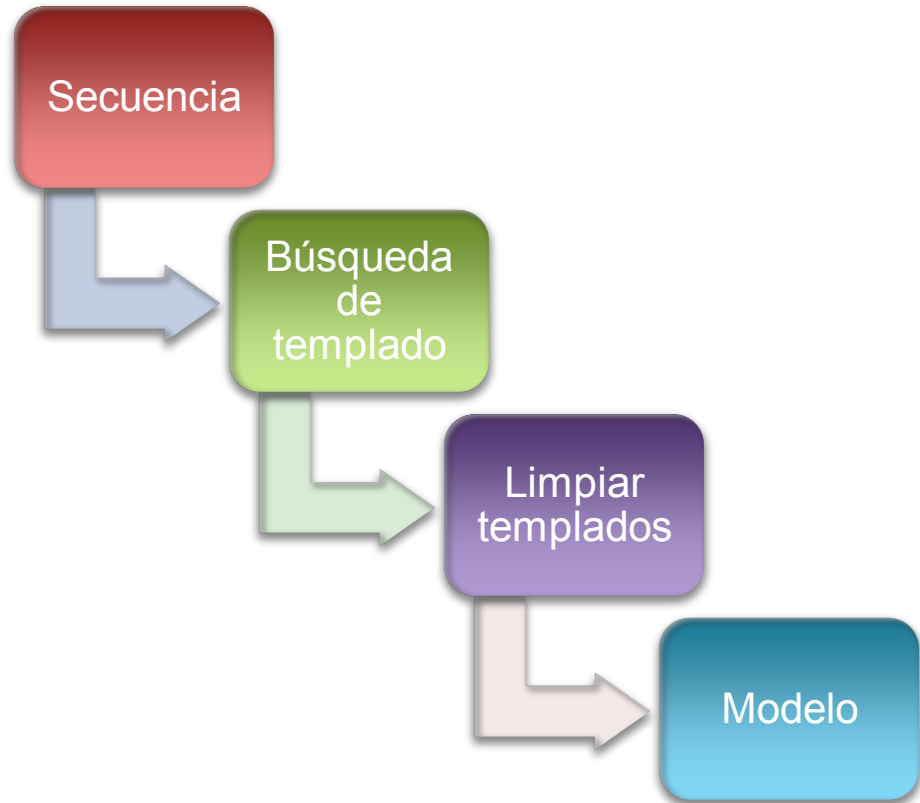 Secuencia
Búsqueda
de
templado
Limpiar
templados
Modelo